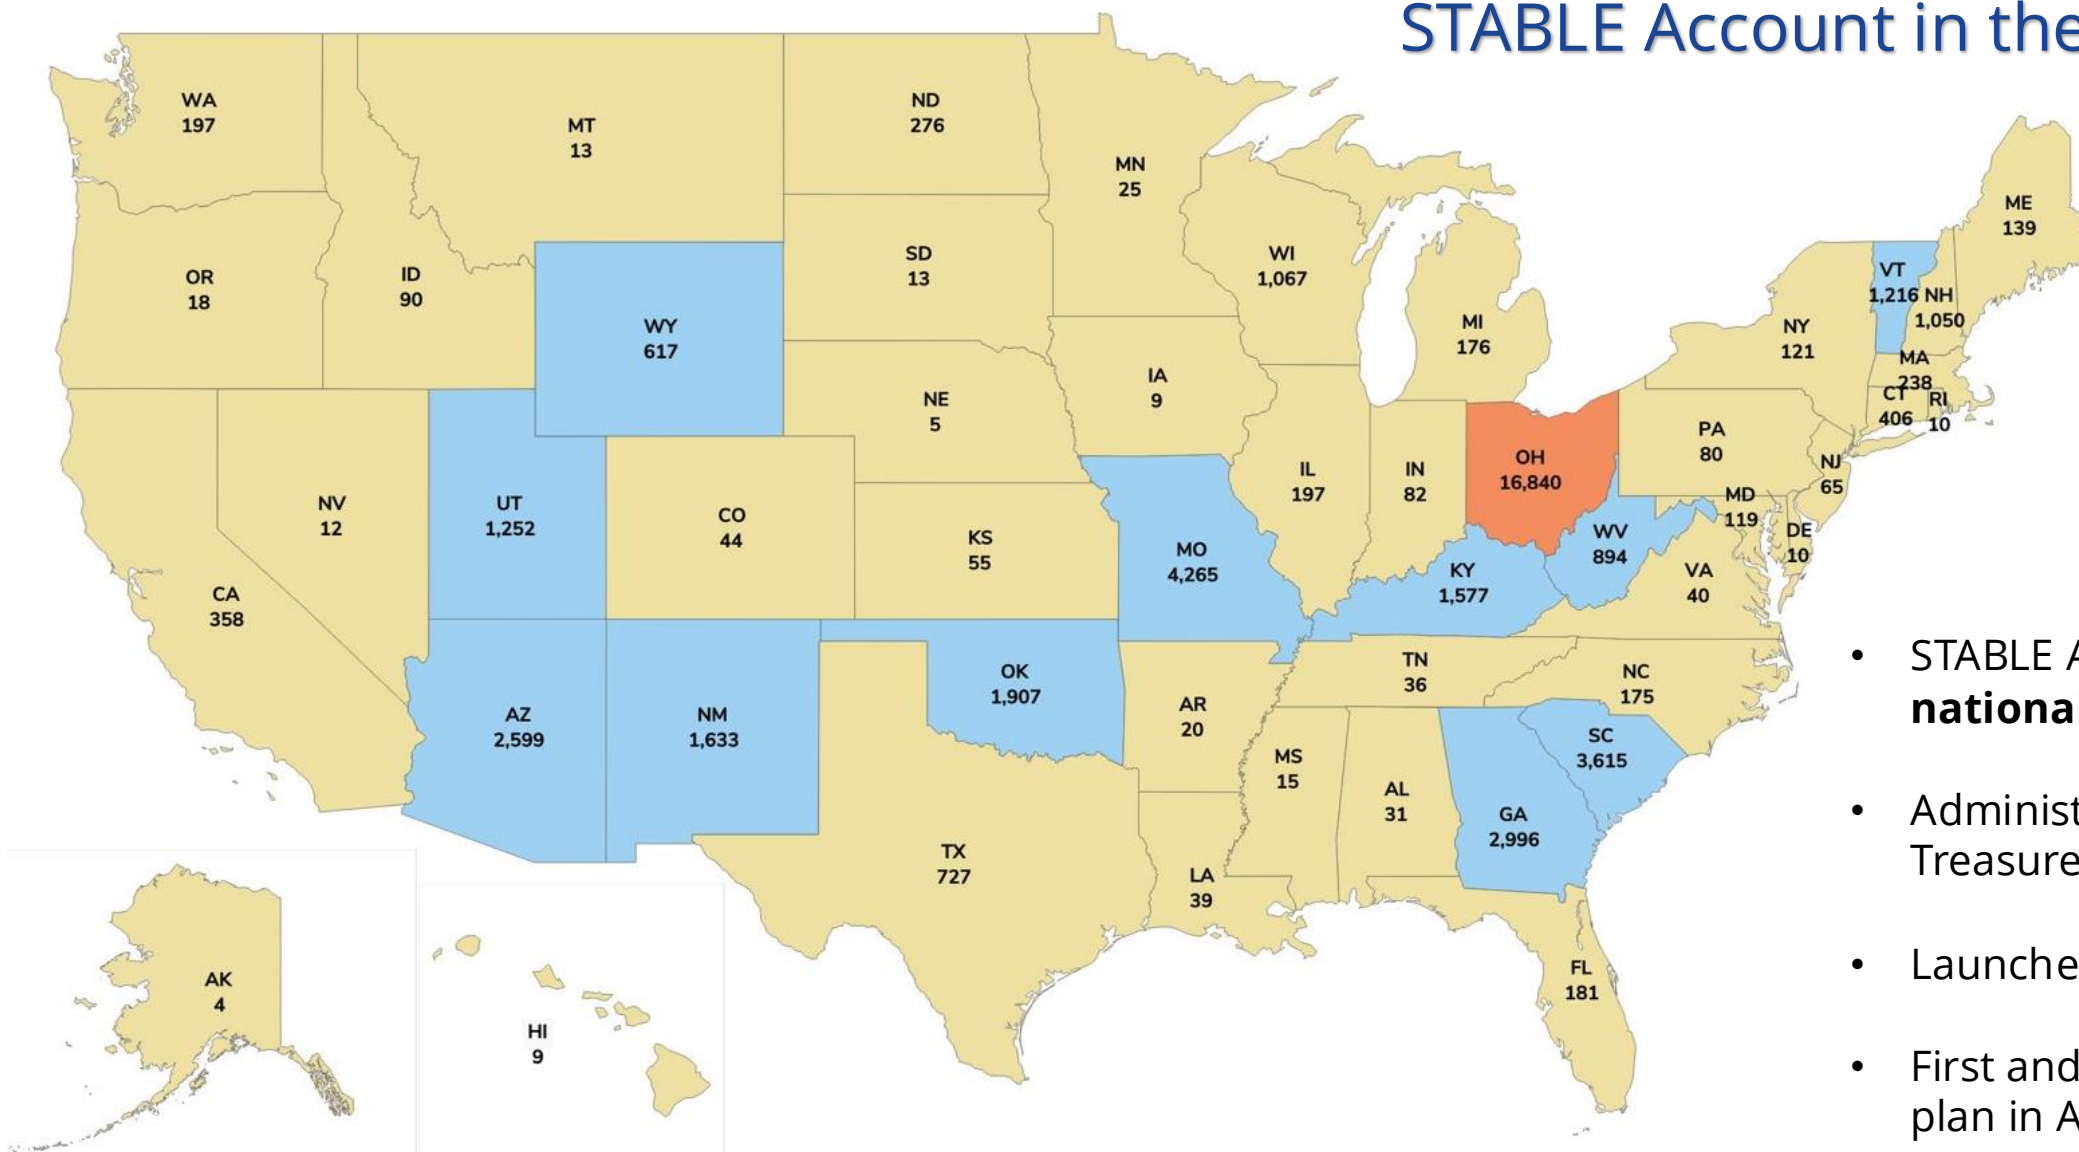 STABLE Account in the
WA
197
MT
13
ND
276
MN
25
ME
139
OR
18
ID
90
WY
617
SD
13
WI
1,067
MI
176
VT
1,216
NH
1,050
NY
121
MA
238
CT
406
RI
10
NV
12
UT
1,252
CO
44
NE
5
IA
9
IL
197
IN
82
OH
16,840
PA
80
NJ
65
MD
119
DE
10
CA
358
KS
55
MO
4,265
KY
1,577
WV
894
VA
40
AZ
2,599
NM
1,633
OK
1,907
AR
20
TN
36
NC
175
SC
3,615
MS
15
AL
31
GA
2,996
TX
727
LA
39
FL
181
AK
4
HI
9
• STABLE A
national
• Administ
Treasure
• Launche
• First and
plan in A